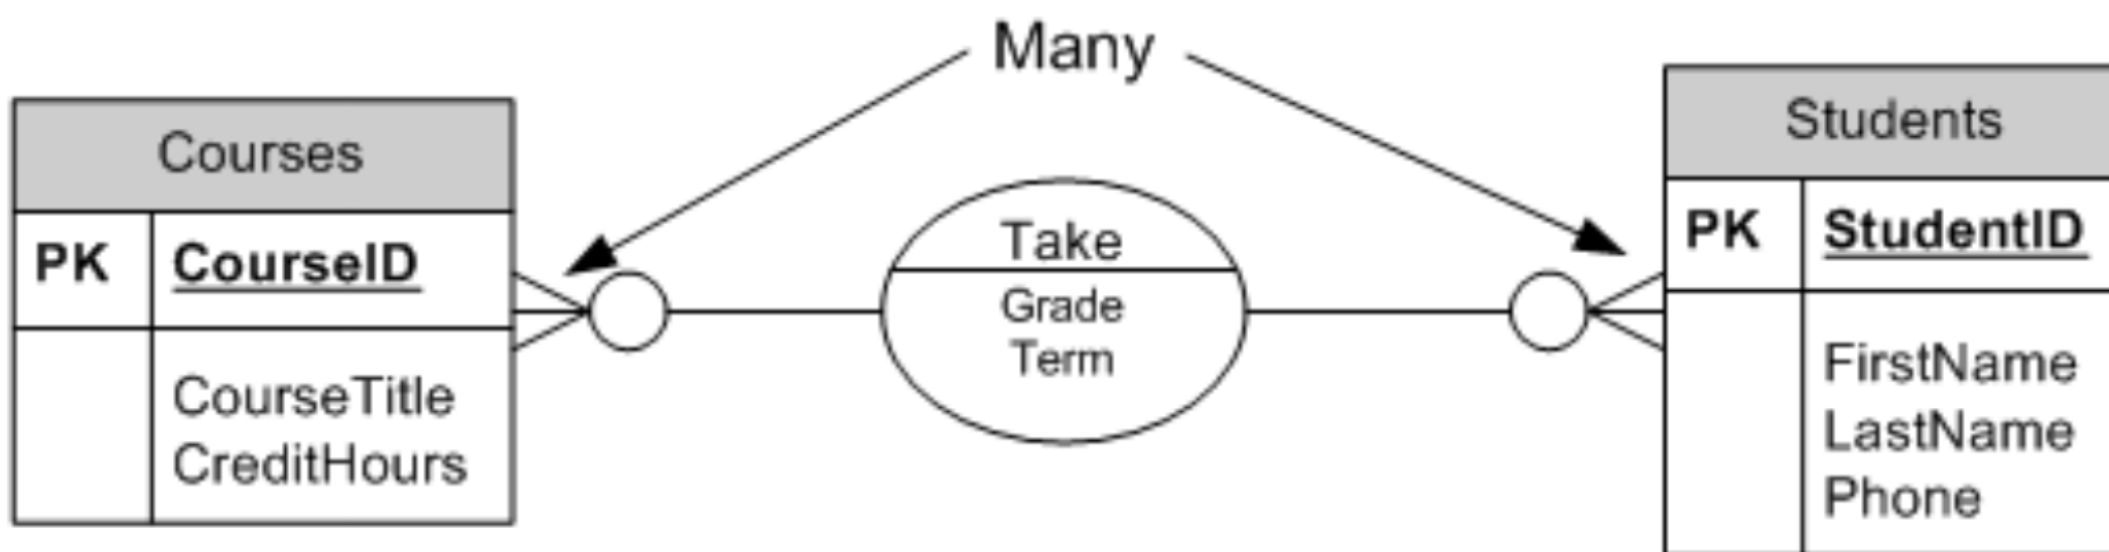 Many
Courses
PK CourseID
CourseTitle
CreditHours
Take
Grade
Term
Students
PK StudentID
FirstName
LastName
Phone